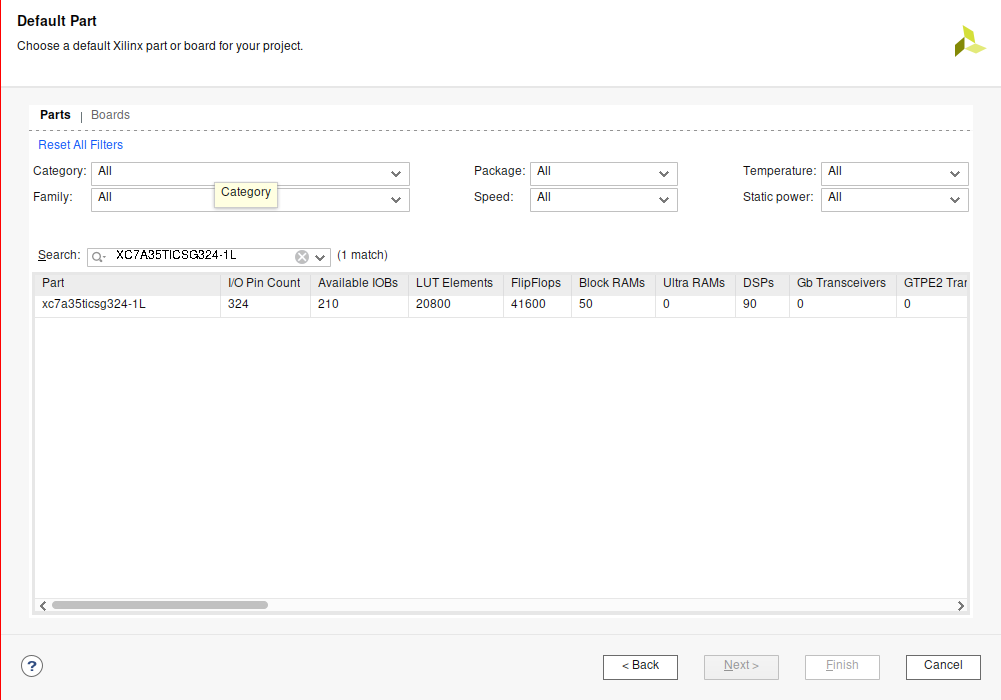 Default Part
Choose a default Xilinx part or board for your project.
Parts | Boards
Reset All Filters
Category: All Package: All Temperature: All
Family: All Category Speed: All Static power: All
Search: XC7A35TICSG324-1L (1 match)
Part I/O Pin Count Available IOBs LUT Elements FlipFlops Block RAMs Ultra RAMs DSPs Gb Transceivers GTPE2 Tran
xc7a35ticsg324-1L 324 210 20800 41600 50 0 90 0 0
? < Back Next > Finish Cancel